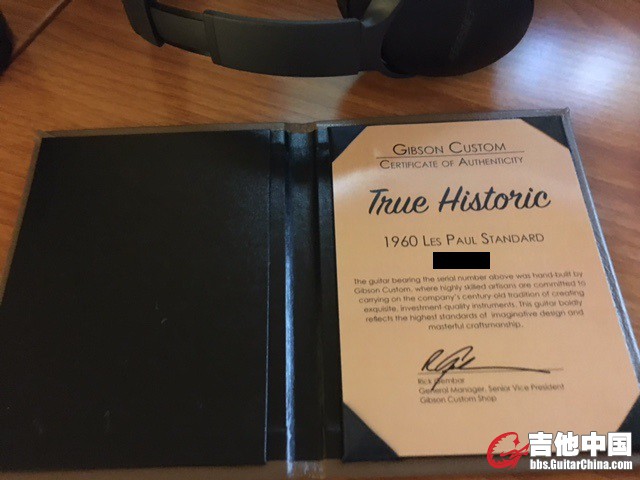 GIBSON CUSTOM
CERTIFICATE OF AUTHENTICITY
True Historic
1960 LES PAUL STANDARD
The guitar bearing the serial number above was hand-built by
Gibson Custom, where highly skilled artisans are committed to
carrying on the company's century old tradition of creating
exquisite, investment-quality instruments. This guitar boldly
reflects the highest standards of imaginative design and
masterful craftsmanship.
Rick Gembar
General Manager, Senior Vice President
Gibson Custom Shop
吉他中国
bbs.GuitarChina.com